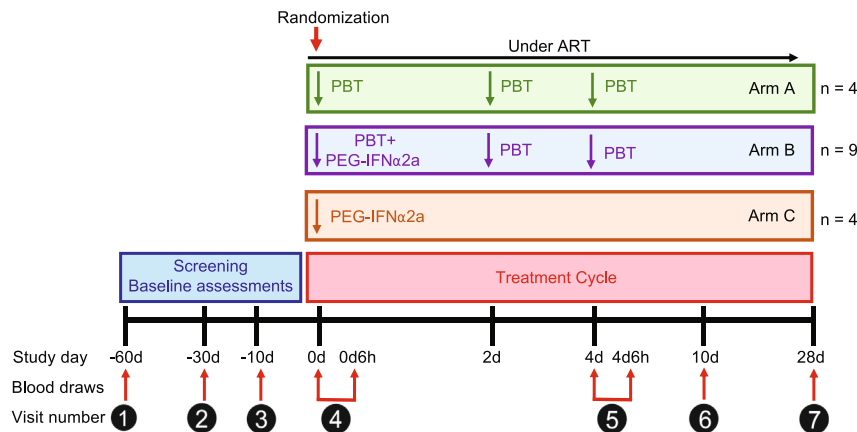 Randomization
Under ART
PBT PBT PBT Arm A n = 4
PBT+
PEG-IFNα2a PBT PBT Arm B n = 9
PEG-IFNα2a Arm C n = 4
Screening
Baseline assessments
Treatment Cycle
Study day -60d -30d -10d 0d 0d6h 2d 4d 4d6h 10d 28d
Blood draws
Visit number 1 2 3 4 5 6 7